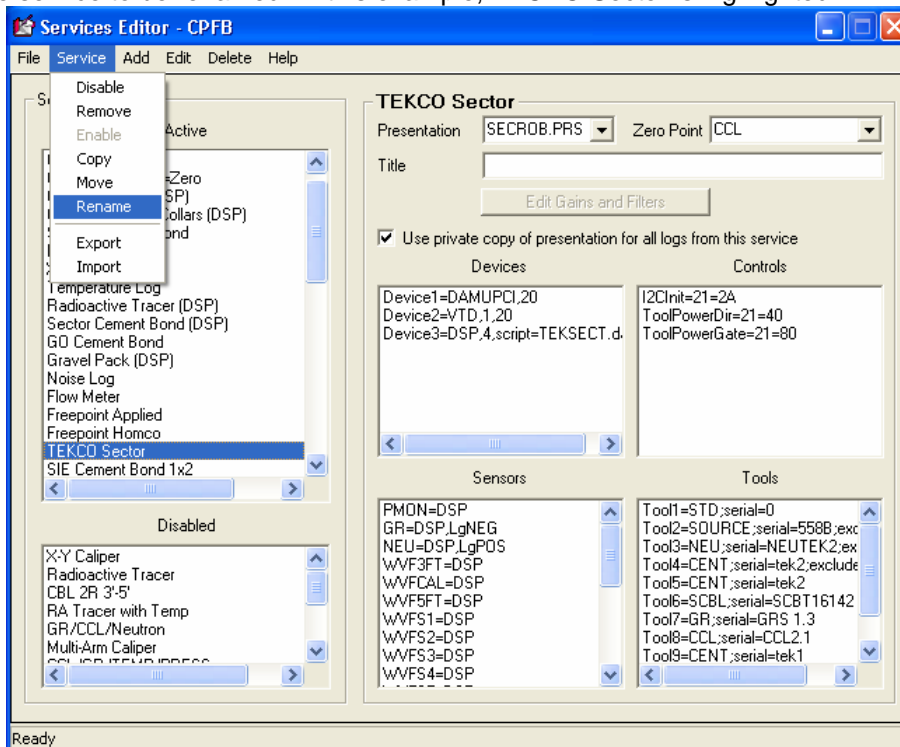 Services Editor - CPFB
File Service Add Edit Delete Help
Disable
Remove
Enable
Copy
Move
Rename
Export
Import
Active
=Zero
SP)
Collars (DSP)
ond
Temperature Log
Radioactive Tracer (DSP)
Sector Cement Bond (DSP)
GO Cement Bond
Gravel Pack (DSP)
Noise Log
Flow Meter
Freepoint Applied
Freepoint Homco
TEKCO Sector
SIE Cement Bond 1x2
Disabled
X-Y Caliper
Radioactive Tracer
CBL 2R 3'-5'
RA Tracer with Temp
GR/CCL/Neutron
Multi-Arm Caliper
TEKCO Sector
Presentation SECROB.PRS Zero Point CCL
Title
Edit Gains and Filters
Use private copy of presentation for all logs from this service
Devices
Device1=DAMUPCI,20
Device2=VTD,1,20
Device3=DSP,4,script=TEKSECT.d
Controls
I2CInit=21=2A
ToolPowerDir=21=40
ToolPowerGate=21=80
Sensors
PMON=DSP
GR=DSP,LgNEG
NEU=DSP,LgPOS
WVF3FT=DSP
WVFCAL=DSP
WVF5FT=DSP
WVFS1=DSP
WVFS2=DSP
WVFS3=DSP
WVFS4=DSP
Tools
Tool1=STD;serial=0
Tool2=SOURCE;serial=558B;exc
Tool3=NEU;serial=NEUTEK2;ex
Tool4=CENT;serial=tek2;exclude
Tool5=CENT;serial=tek2
Tool6=SCBL;serial=SCBT16142
Tool7=GR;serial=GRS 1.3
Tool8=CCL;serial=CCL2.1
Tool9=CENT;serial=tek1
Ready